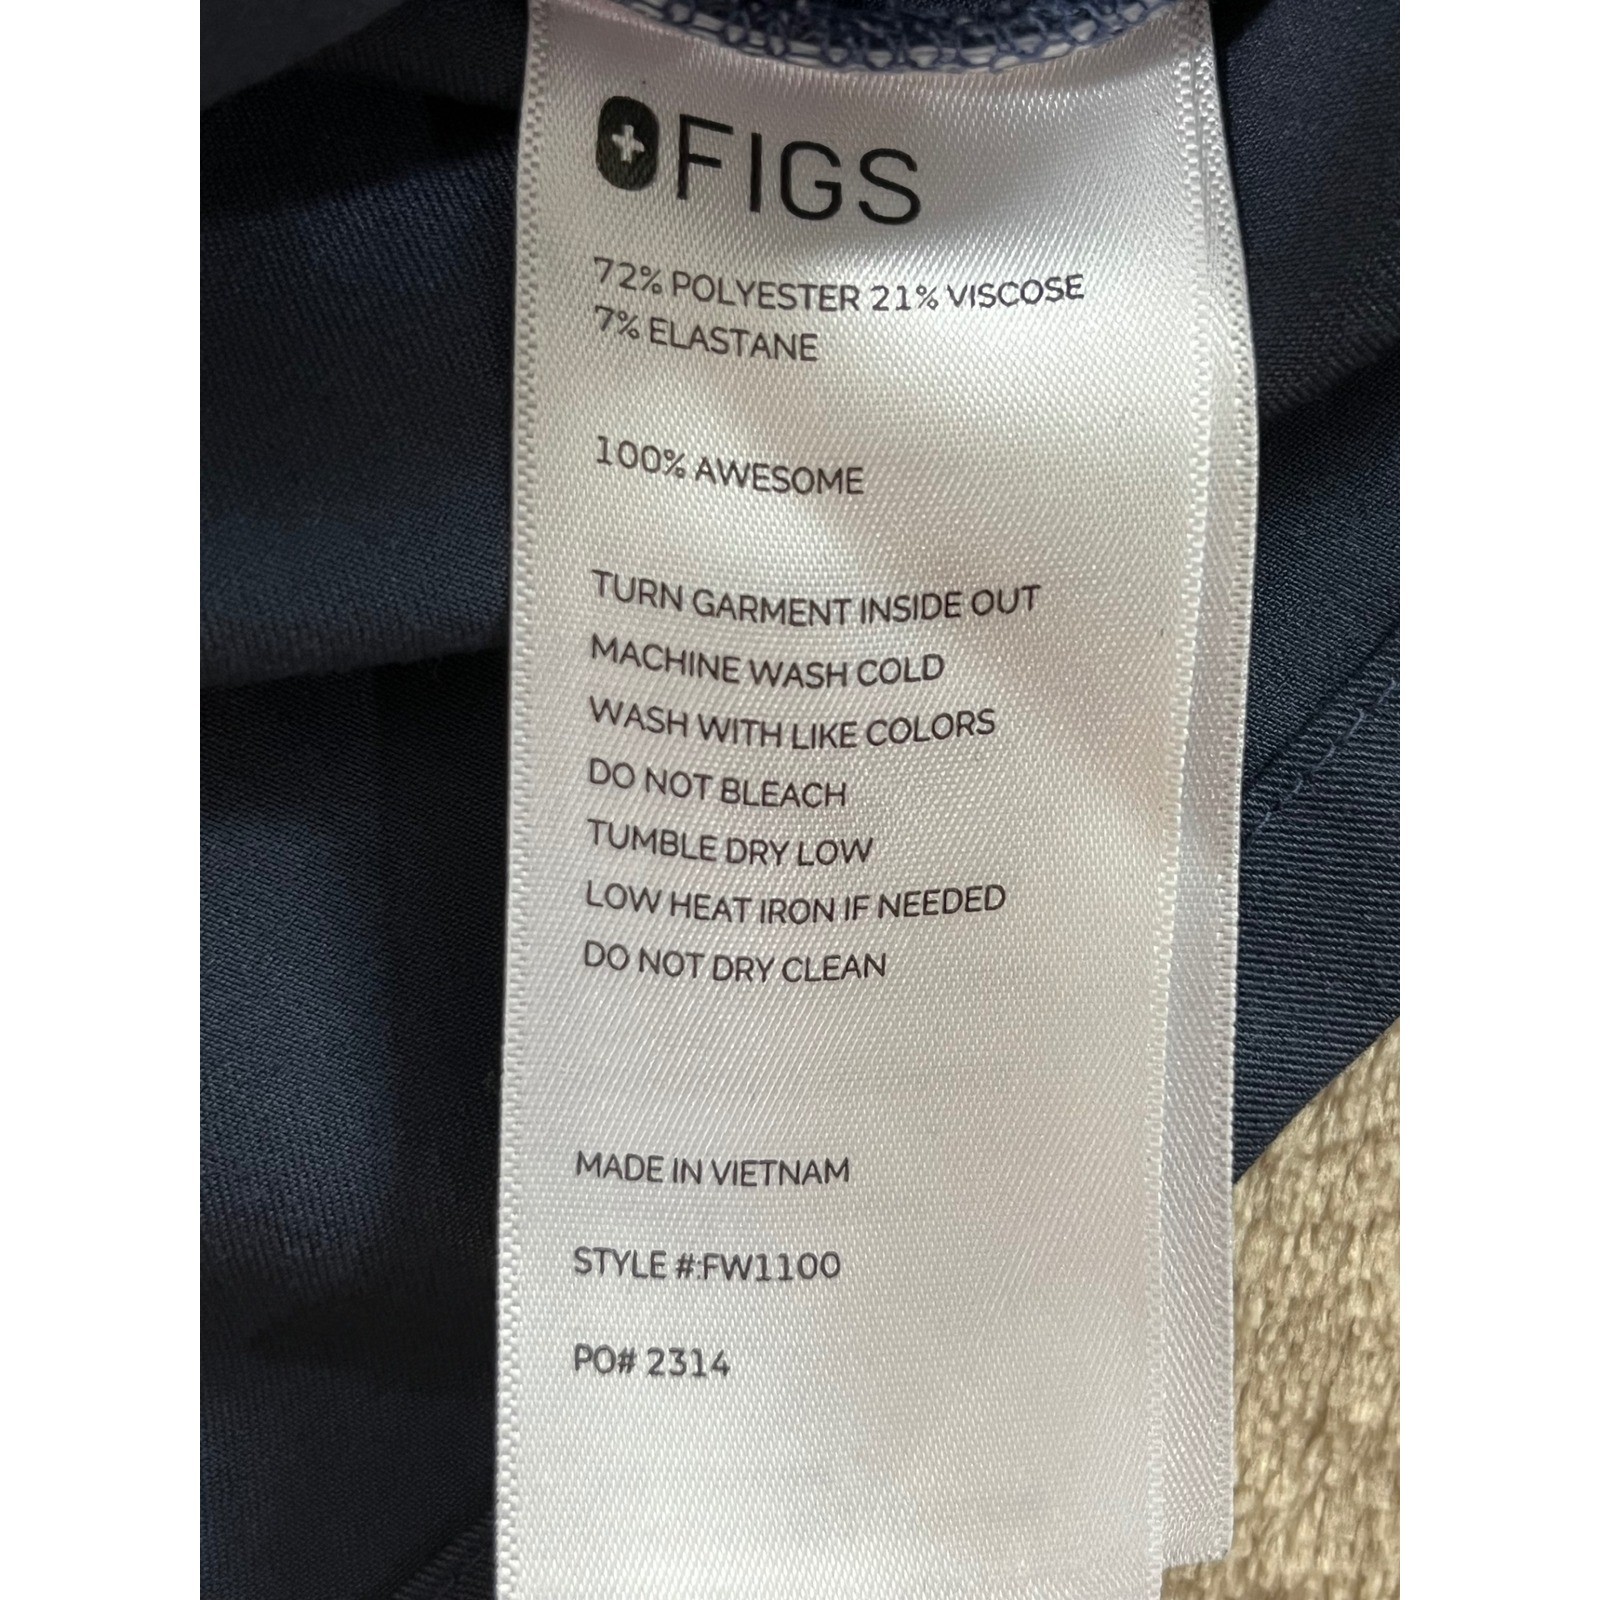 FIGS
72% POLYESTER 21% VISCOSE
7% ELASTANE
100% AWESOME
TURN GARMENT INSIDE OUT
MACHINE WASH COLD
WASH WITH LIKE COLORS
DO NOT BLEACH
TUMBLE DRY LOW
LOW HEAT IRON IF NEEDED
DO NOT DRY CLEAN
MADE IN VIETNAM
STYLE #:FW1100
PO# 2314